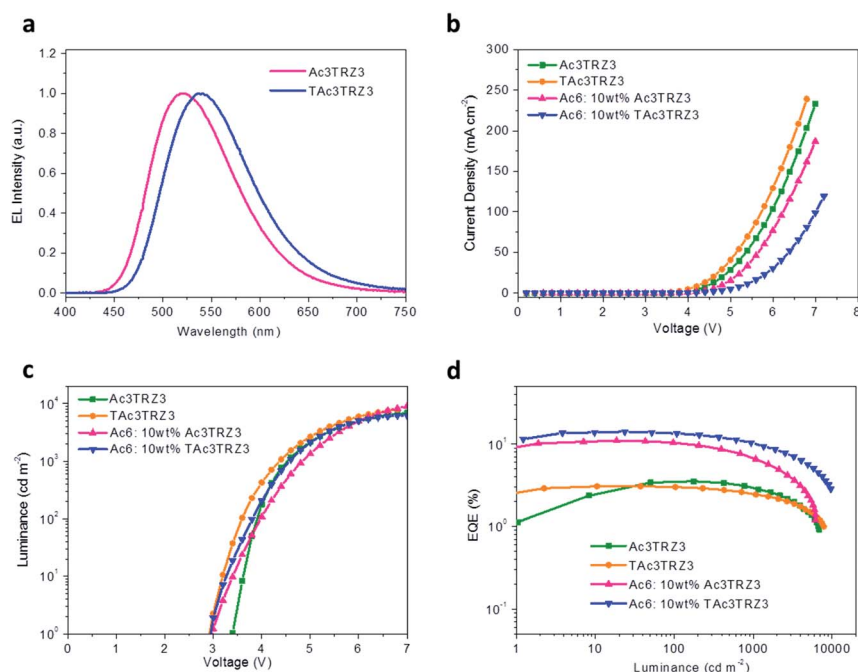 a
EL Intensity (a.u.)
1.2
1.0
0.8
0.6
0.4
0.2
0.0
Ac3TRZ3
TAc3TRZ3
400 450 500 550 600 650 700 750
Wavelength (nm)
b
Current Density (mA cm-2)
300
250
200
150
100
50
0
Ac3TRZ3
TAc3TRZ3
Ac6: 10wt% Ac3TRZ3
Ac6: 10wt% TAc3TRZ3
0 1 2 3 4 5 6 7 8
Voltage (V)
c
Luminance (cd m-2)
10^4
10^3
10^2
10^1
10^0
Ac3TRZ3
TAc3TRZ3
Ac6: 10wt% Ac3TRZ3
Ac6: 10wt% TAc3TRZ3
0 1 2 3 4 5 6 7
Voltage (V)
d
EQE (%)
10^1
10^0
10^-1
Ac3TRZ3
TAc3TRZ3
Ac6: 10wt% Ac3TRZ3
Ac6: 10wt% TAc3TRZ3
1 10 100 1000 10000
Luminance (cd m-2)